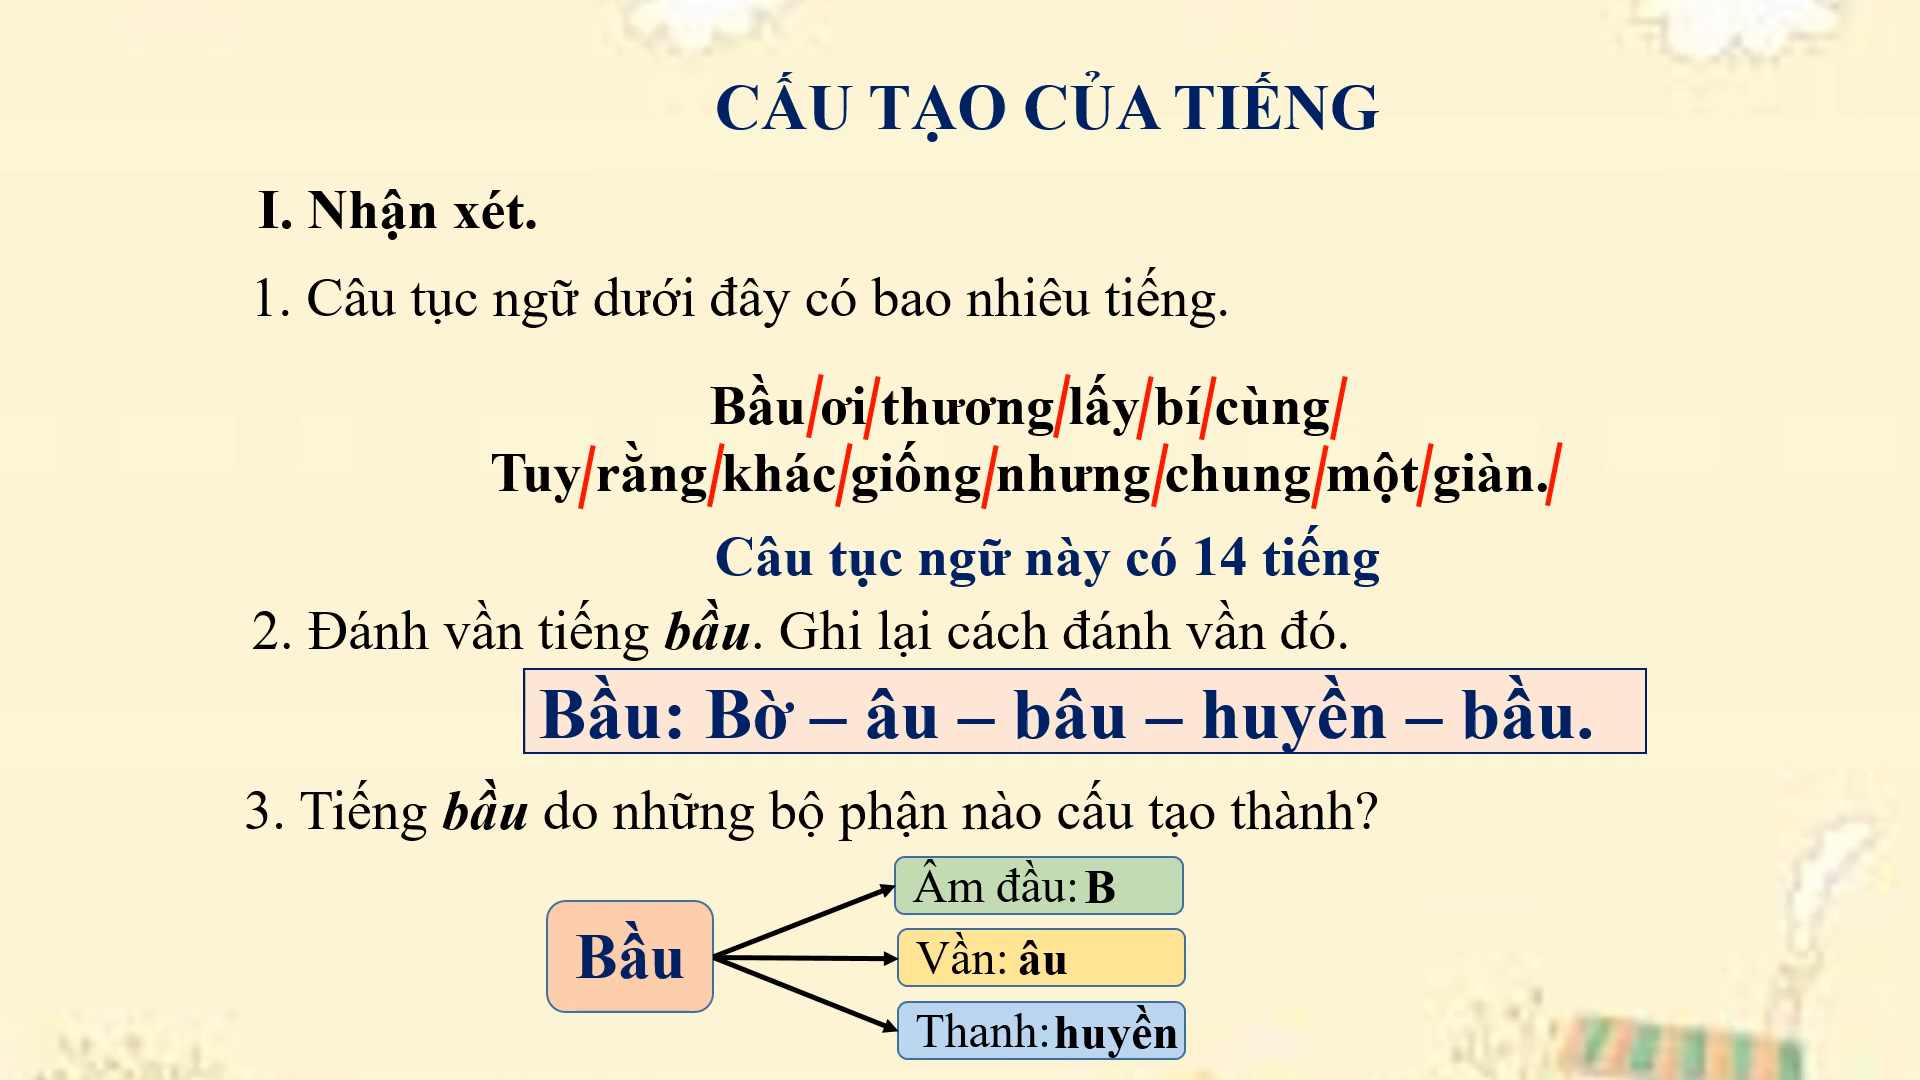 CẤU TẠO CỦA TIẾNG
I. Nhận xét.
1. Câu tục ngữ dưới đây có bao nhiêu tiếng.
Bầu/ơi/thương/lấy/bí/cùng/
Tuy/rằng/khác/giống/nhưng/chung/một/giàn./
Câu tục ngữ này có 14 tiếng
2. Đánh vần tiếng bầu. Ghi lại cách đánh vần đó.
Bầu: Bờ – âu – bâu – huyền – bầu.
3. Tiếng bầu do những bộ phận nào cấu tạo thành?
Âm đầu: B
Bầu
Vần: âu
Thanh: huyền